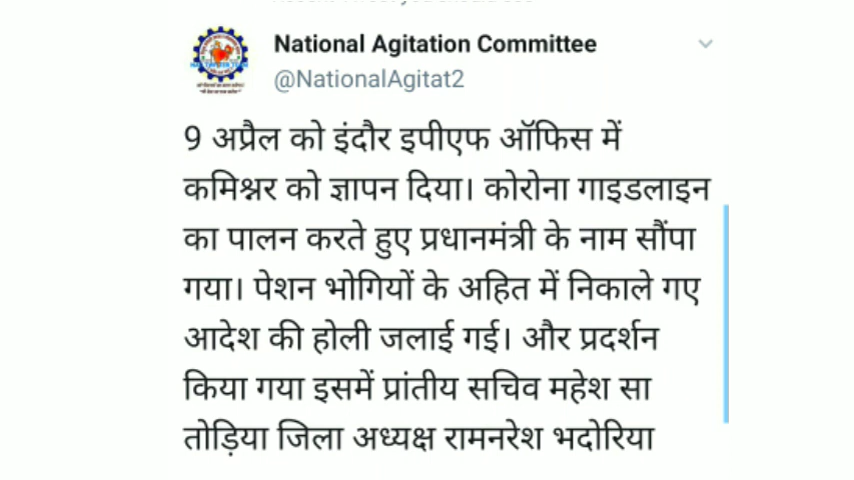 National Agitation Committee
@NationalAgitat2
9 अप्रैल को इंदौर इपीएफ ऑफिस में
कमिश्नर को ज्ञापन दिया। कोरोना गाइडलाइन
का पालन करते हुए प्रधानमंत्री के नाम सौंपा
गया। पेशन भोगियों के अहित में निकाले गए
आदेश की होली जलाई गई। और प्रदर्शन
किया गया इसमें प्रांतीय सचिव महेश सा
तोड़िया जिला अध्यक्ष रामनरेश भदोरिया